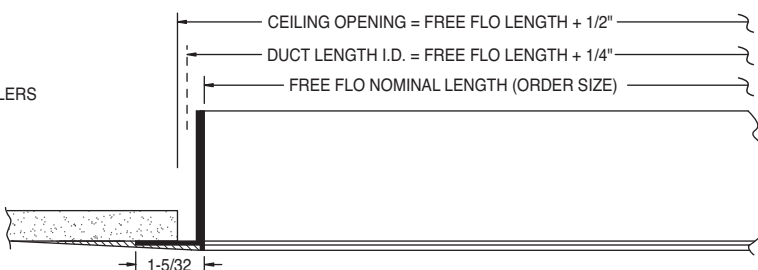 CEILING OPENING = FREE FLO LENGTH + 1/2"
DUCT LENGTH I.D. = FREE FLO LENGTH + 1/4"
FREE FLO NOMINAL LENGTH (ORDER SIZE)
LERS
1-5/32